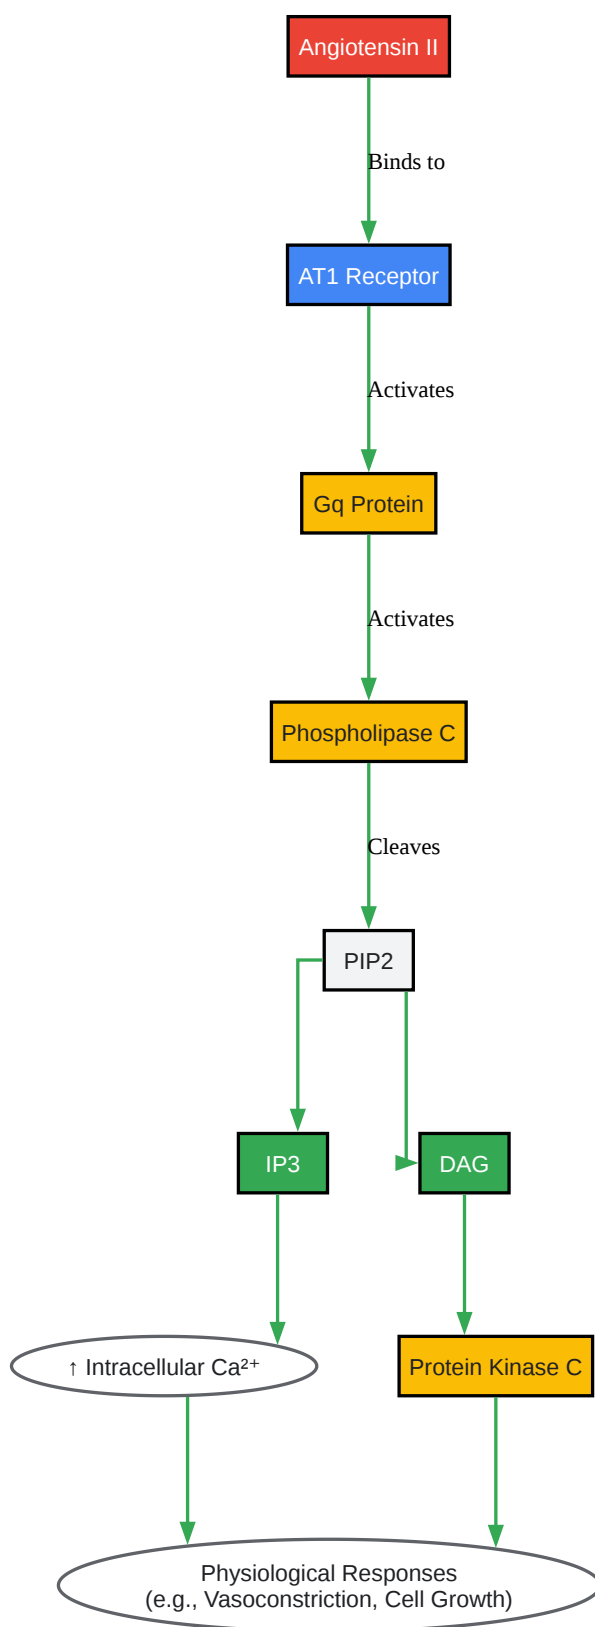 Angiotensin II
Binds to
AT1 Receptor
Activates
Gq Protein
Activates
Phospholipase C
Cleaves
PIP2
IP3
DAG
↑ Intracellular Ca²⁺
Protein Kinase C
Physiological Responses
(e.g., Vasoconstriction, Cell Growth)